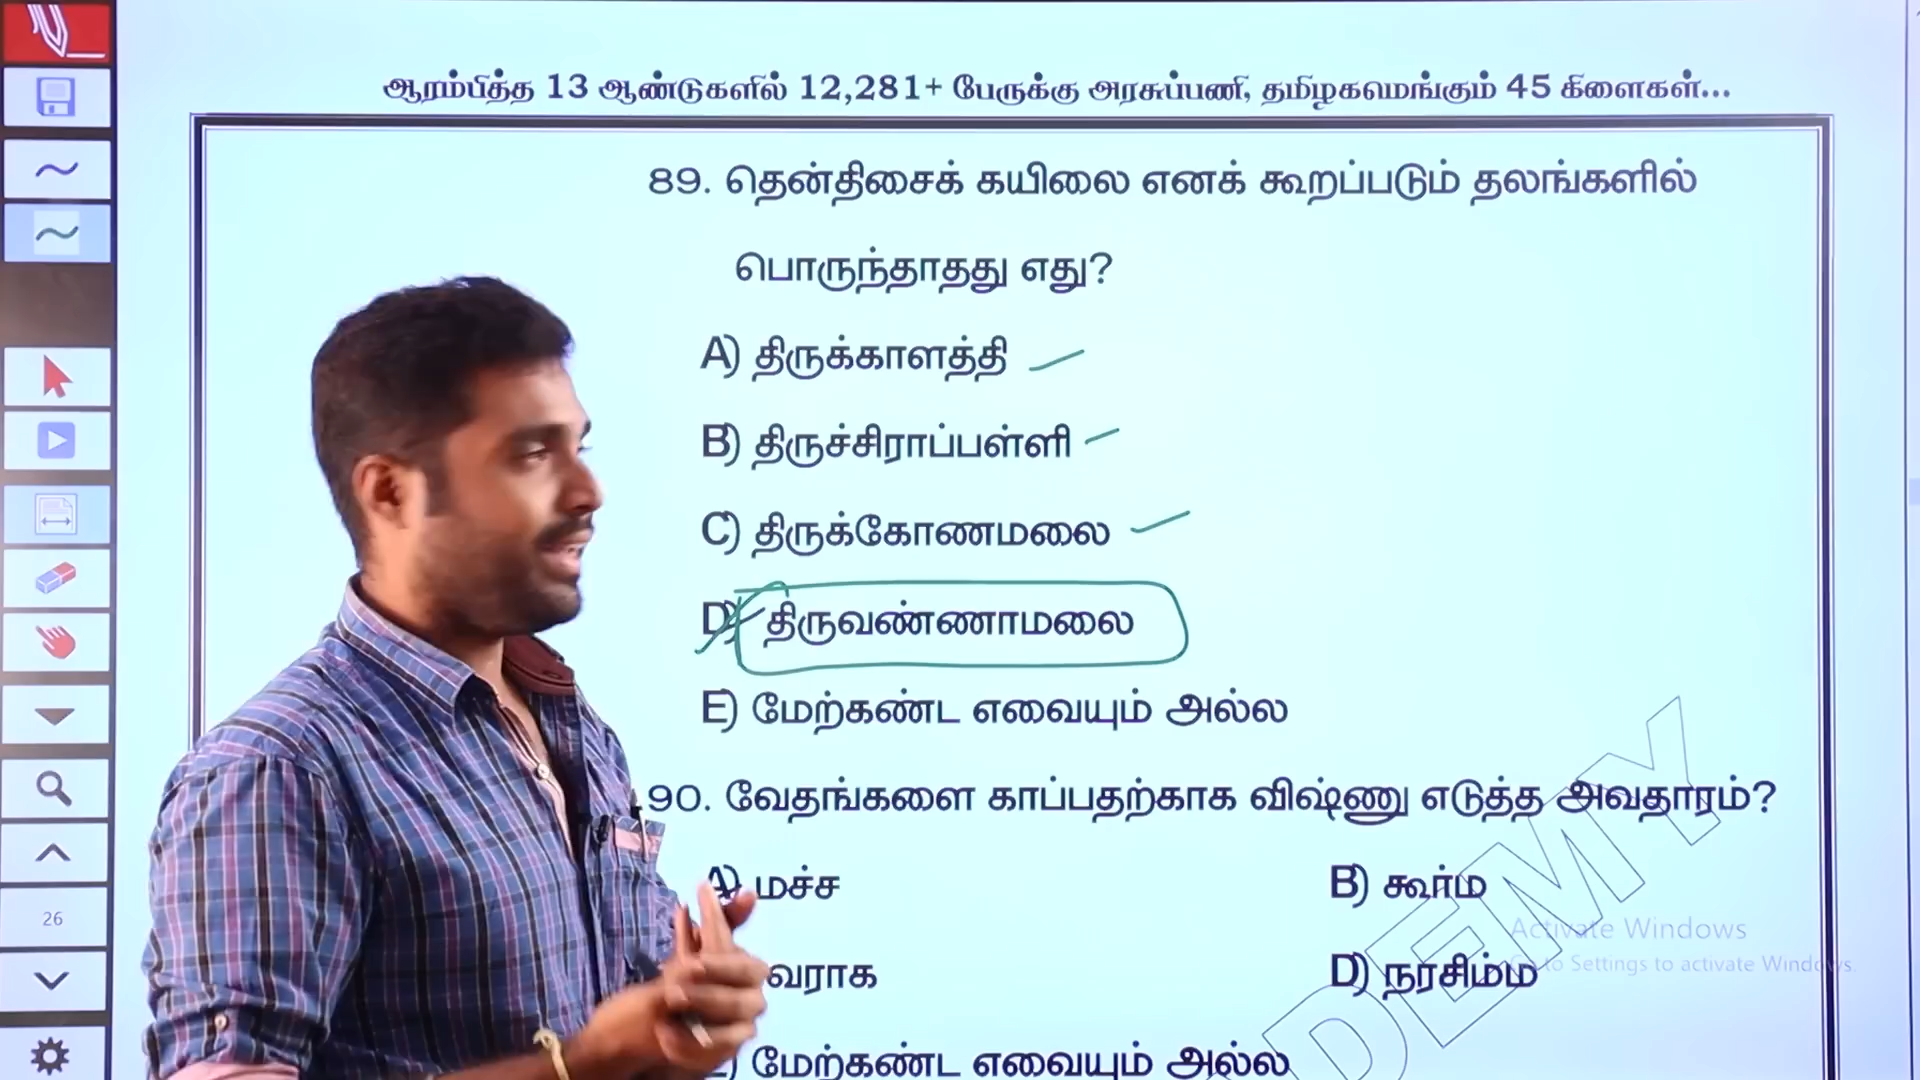 ஆரம்பித்த 13 ஆண்டுகளில் 12,281+ பேருக்கு அரசுப்பணி, தமிழகமெங்கும் 45 கிளைகள்...
89. தென்திசைக் கயிலை எனக் கூறப்படும் தலங்களில்
பொருந்தாதது எது?
A) திருக்காளத்தி
B) திருச்சிராப்பள்ளி
C) திருக்கோணமலை
D) திருவண்ணாமலை
E) மேற்கண்ட எவையும் அல்ல
90. வேதங்களை காப்பதற்காக விஷ்ணு எடுத்த அவதாரம்?
A) மச்ச
B) கூர்ம
வராக
D) நரசிம்ம
மேற்கண்ட எவையும் அல்ல
26
Activate Windows
Go to Settings to activate Windows.
DEMY